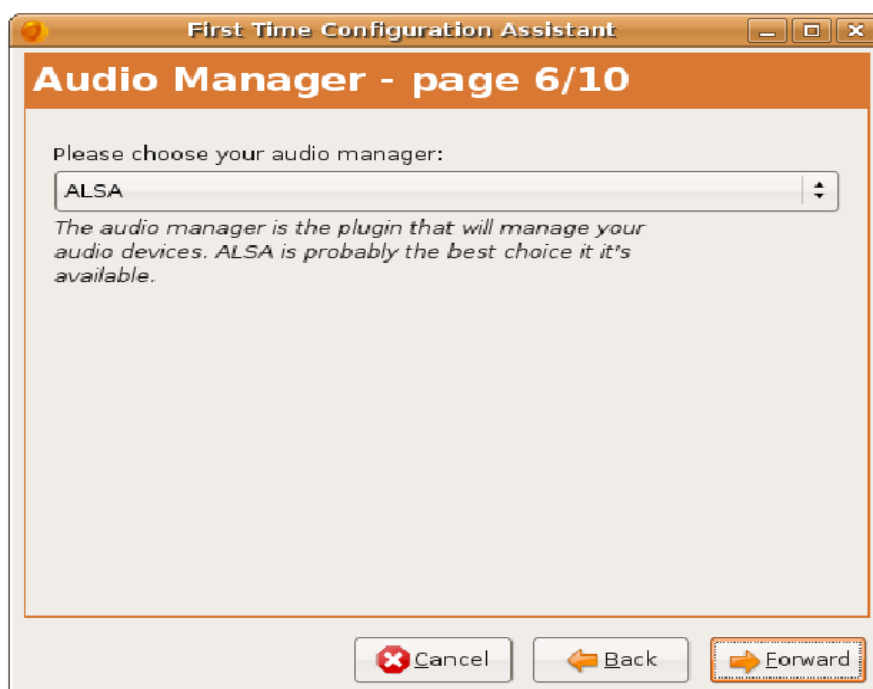 First Time Configuration Assistant
Audio Manager - page 6/10
Please choose your audio manager:
ALSA
The audio manager is the plugin that will manage your
audio devices. ALSA is probably the best choice it it's
available.
Cancel
Back
Forward